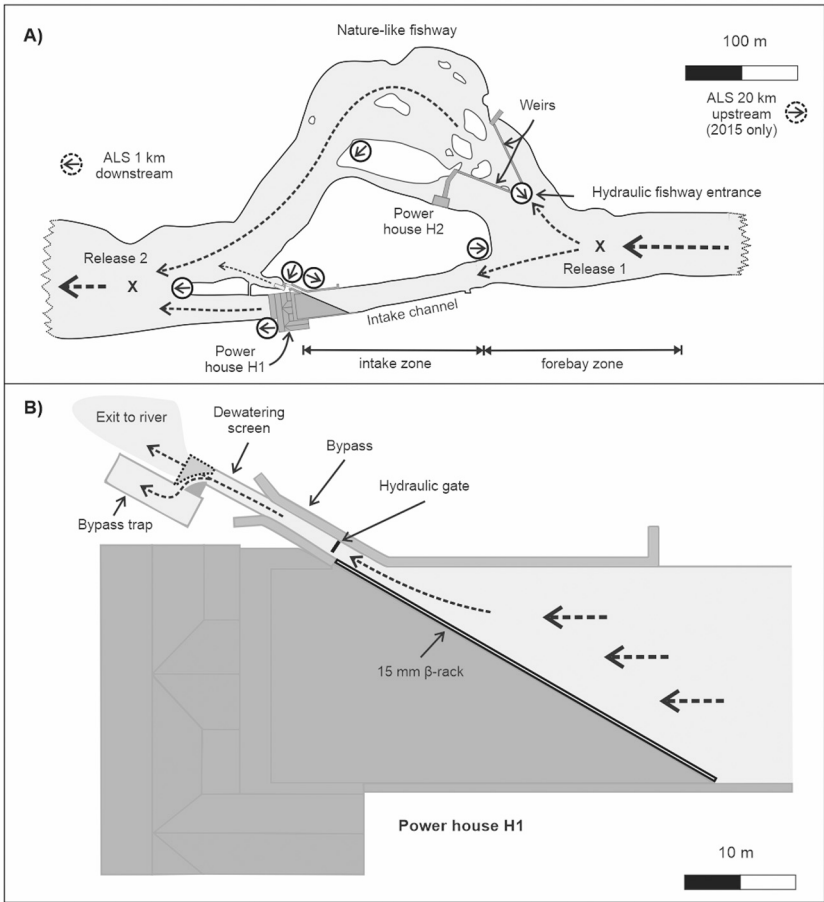 A)
Nature-like fishway
100 m
Weirs
ALS 20 km
upstream
(2015 only)
ALS 1 km
downstream
Hydraulic fishway entrance
Power
house H2
Release 2
X
X
Release 1
Intake channel
Power
house H1
intake zone
forebay zone
B)
Exit to river
Dewatering
screen
Bypass
Hydraulic gate
Bypass trap
15 mm β-rack
Power house H1
10 m